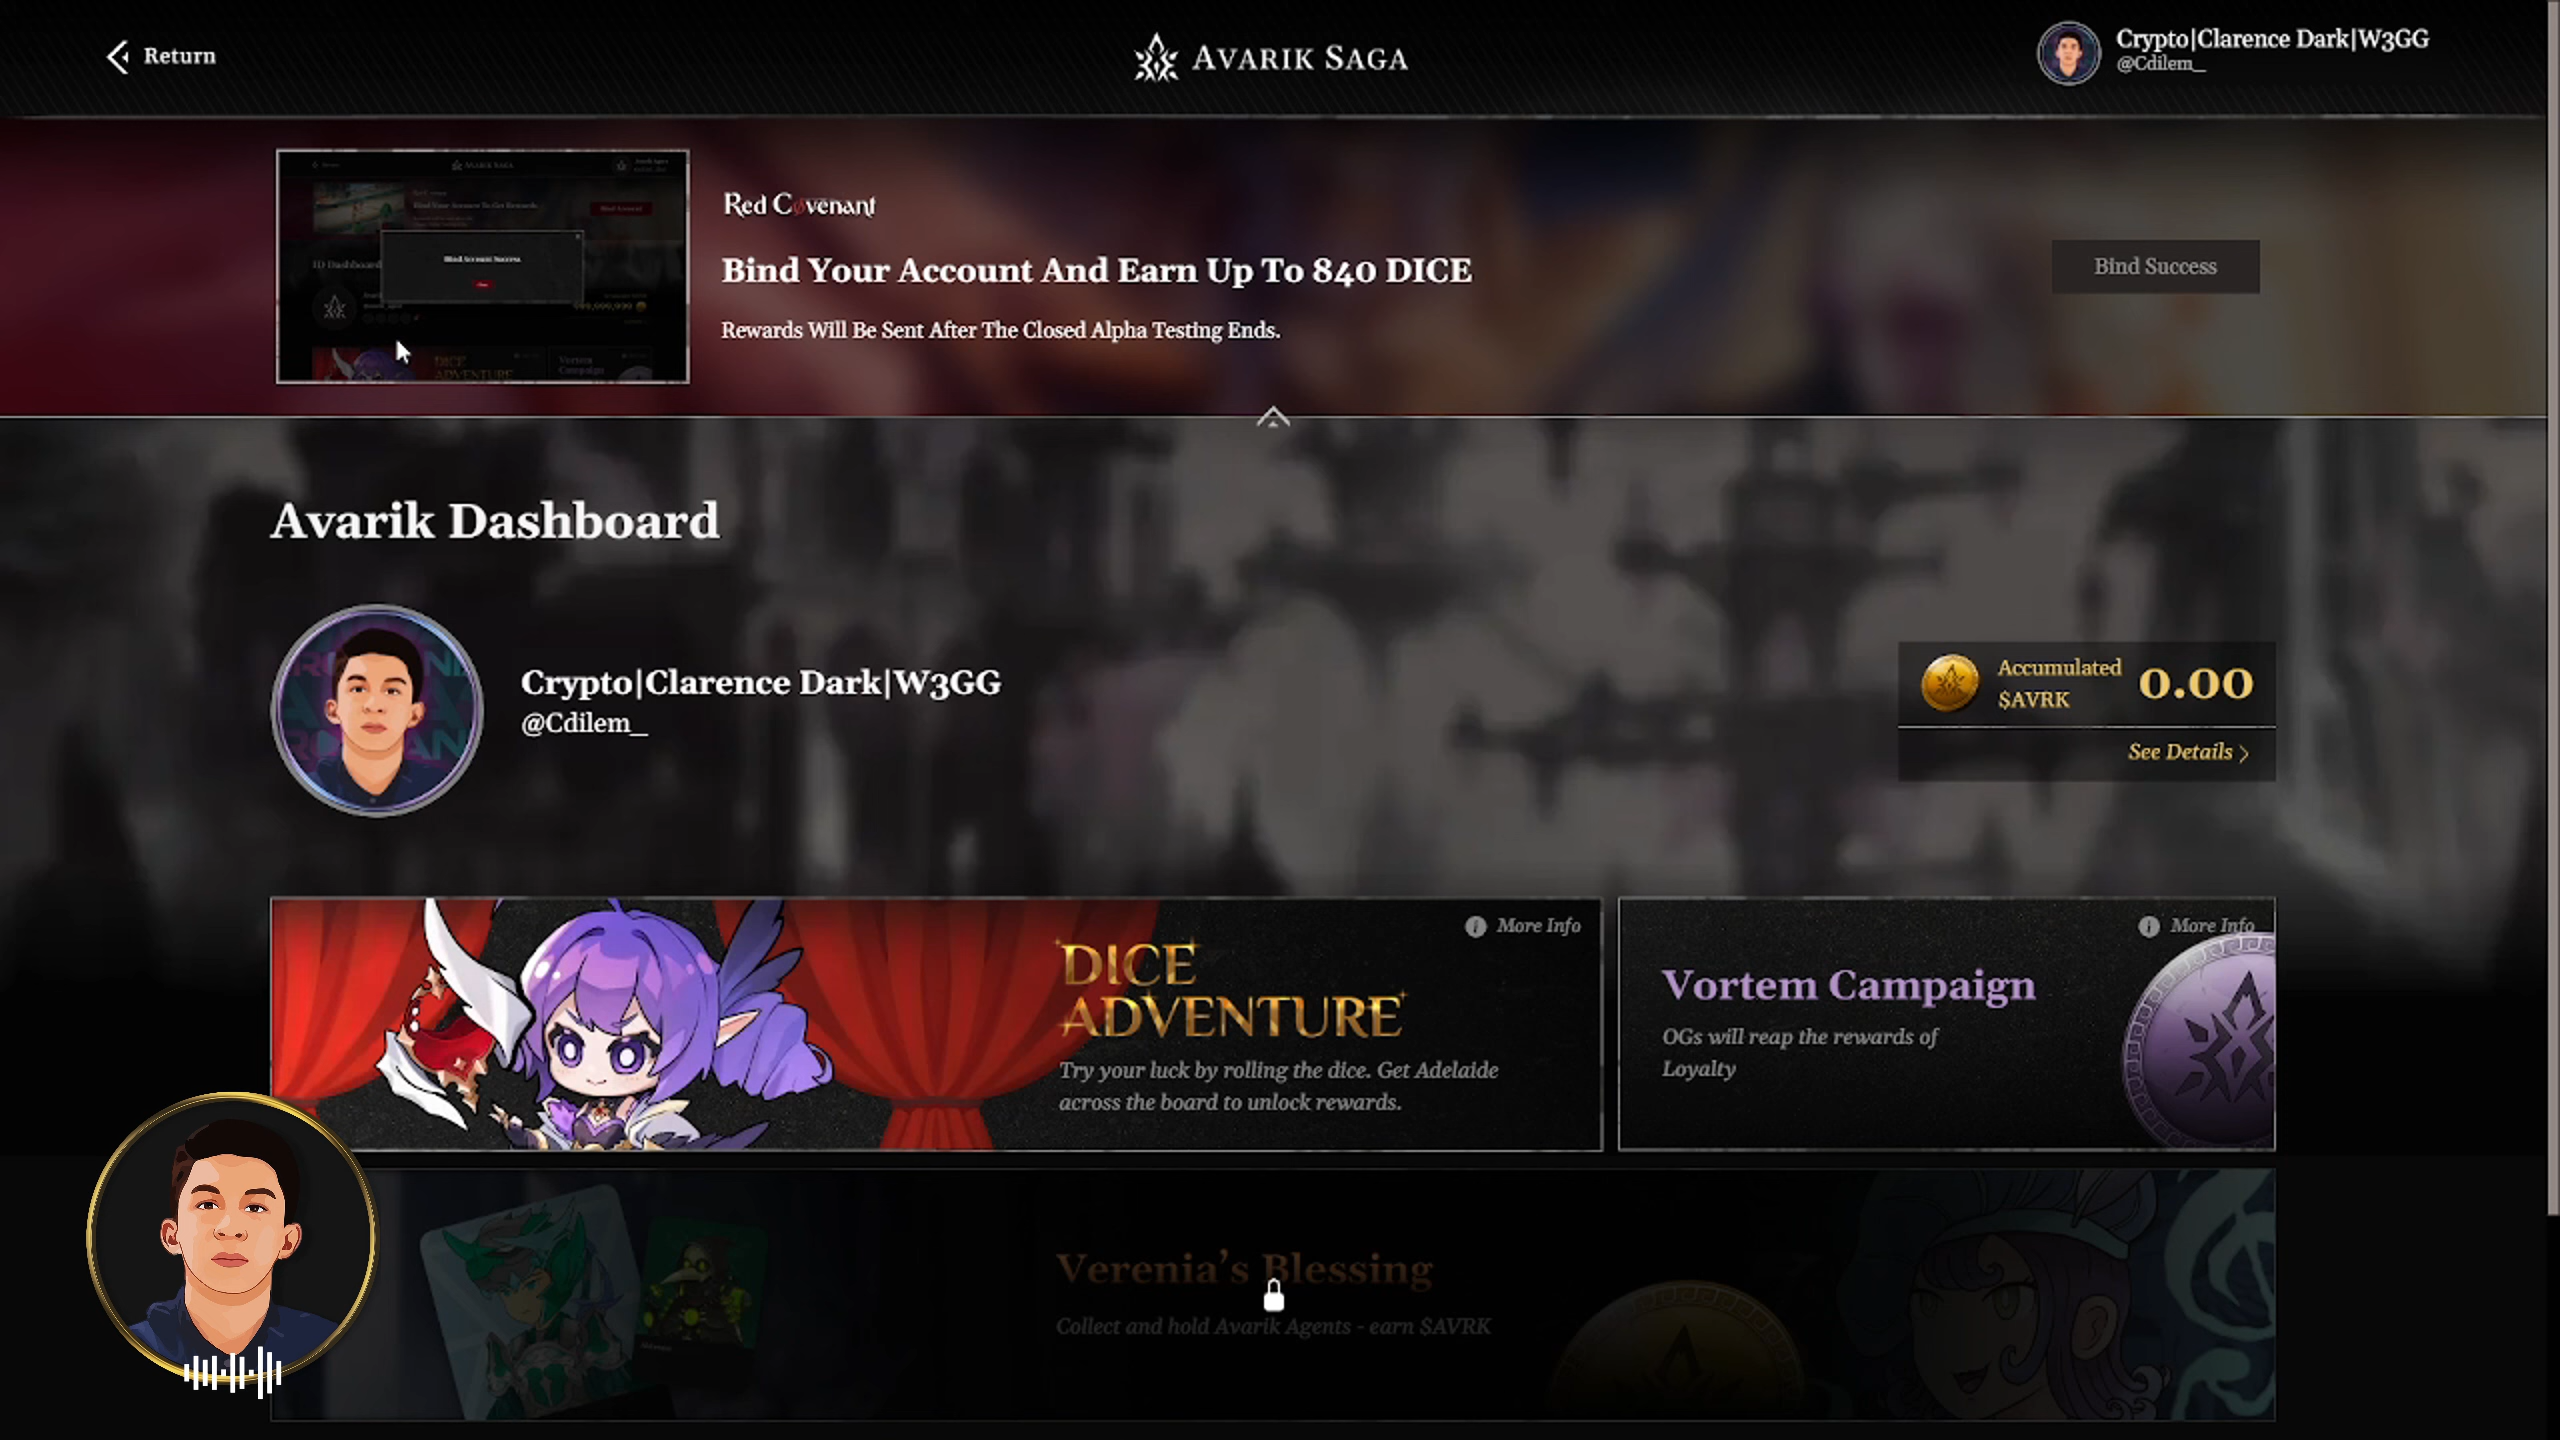 Return
AVARIK SAGA
Crypto|Clarence Dark|W3GG
@Cdilem_
Red Covenant
Bind Your Account And Earn Up To 840 DICE
Rewards Will Be Sent After The Closed Alpha Testing Ends.
Bind Success
Bind Account Success
Avarik Dashboard
Crypto|Clarence Dark|W3GG
@Cdilem_
Accumulated
$AVRK
0.00
See Details
More Info
DICE
ADVENTURE
Try your luck by rolling the dice. Get Adelaide
across the board to unlock rewards.
More Info
Vortem Campaign
OGs will reap the rewards of
Loyalty
Verenia's Blessing
Collect and hold Avarik Agents - earn $AVRK